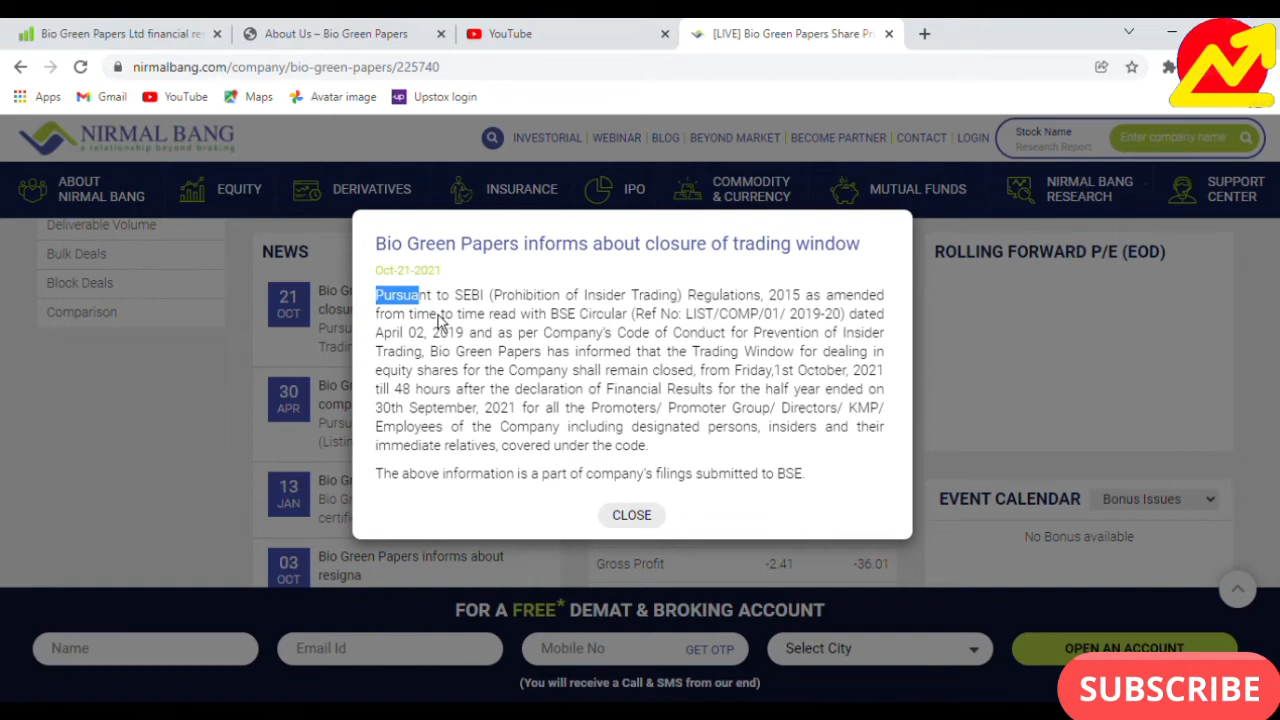 Bio Green Papers Ltd financial re
About Us – Bio Green Papers
YouTube
[LIVE] Bio Green Papers Share Pr
nirmalbang.com/company/bio-green-papers/225740
Apps
Gmail
YouTube
Maps
Avatar image
up
Upstox login
NIRMAL BANG
a relationship beyond broking
INVESTORIAL
WEBINAR
BLOG
BEYOND MARKET
BECOME PARTNER
CONTACT
LOGIN
Stock Name
Research Report
Enter company name
ABOUT
NIRMAL BANG
EQUITY
DERIVATIVES
INSURANCE
IPO
COMMODITY
& CURRENCY
MUTUAL FUNDS
NIRMAL BANG
RESEARCH
SUPPORT
CENTER
Deliverable Volume
Bulk Deals
Block Deals
Comparison
NEWS
21
OCT
Bio G
closur
Pursu
Tradin
30
APR
Bio G
comp
Pursu
(Listin
13
JAN
Bio G
Bio G
certifi
03
OCT
Bio Green Papers informs about
resigna
Bio Green Papers informs about closure of trading window
Oct-21-2021
Pursuant to SEBI (Prohibition of Insider Trading) Regulations, 2015 as amended
from time to time read with BSE Circular (Ref No: LIST/COMP/01/ 2019-20) dated
April 02, 2019 and as per Company's Code of Conduct for Prevention of Insider
Trading, Bio Green Papers has informed that the Trading Window for dealing in
equity shares for the Company shall remain closed, from Friday,1st October, 2021
till 48 hours after the declaration of Financial Results for the half year ended on
30th September, 2021 for all the Promoters/ Promoter Group/ Directors/ KMP/
Employees of the Company including designated persons, insiders and their
immediate relatives, covered under the code.
The above information is a part of company's filings submitted to BSE.
CLOSE
Gross Profit
-2.41
-36.01
ROLLING FORWARD P/E (EOD)
EVENT CALENDAR
Bonus Issues
No Bonus available
FOR A FREE* DEMAT & BROKING ACCOUNT
Name
Email Id
Mobile No
GET OTP
Select City
OPEN AN ACCOUNT
(You will receive a Call & SMS from our end)
SUBSCRIBE